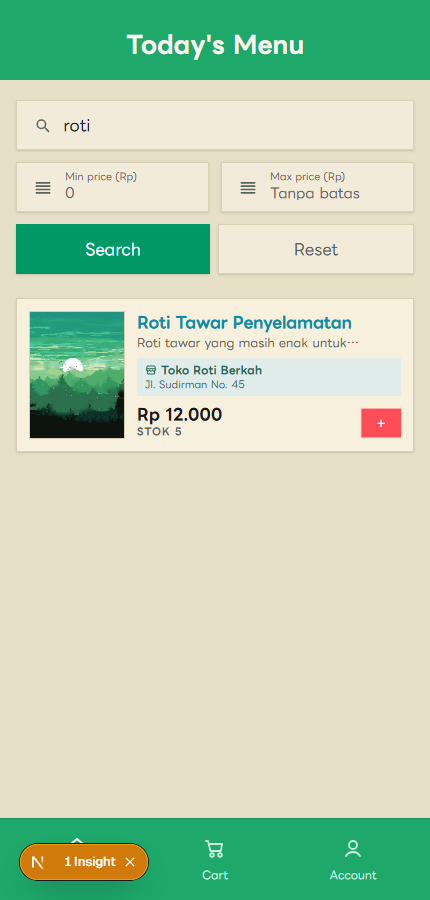 Today's Menu
roti
Min price (Rp)
0
Max price (Rp)
Tanpa batas
Search
Reset
Roti Tawar Penyelamatan
Roti tawar yang masih enak untuk...
Toko Roti Berkah
Jl. Sudirman No. 45
Rp 12.000
STOK 5
+
N 1 Insight ×
Cart
Account